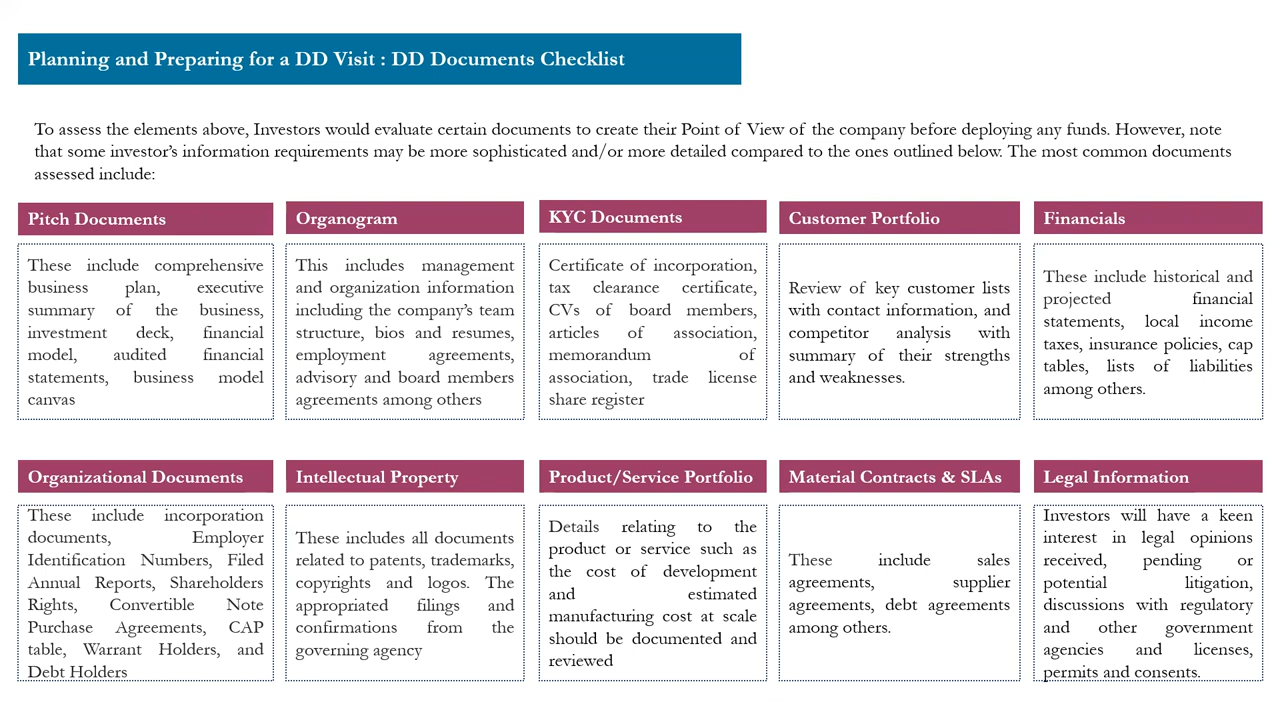 Planning and Preparing for a DD Visit : DD Documents Checklist
To assess the elements above, Investors would evaluate certain documents to create their Point of View of the company before deploying any funds. However, note
that some investor's information requirements may be more sophisticated and/or more detailed compared to the ones outlined below. The most common documents
assessed include:
Pitch Documents
These include comprehensive
business plan, executive
summary of the business,
investment deck, financial
model, audited financial
statements, business model
canvas
Organogram
This includes management
and organization information
including the company's team
structure, bios and resumes,
employment agreements,
advisory and board members
agreements among others
KYC Documents
Certificate of incorporation,
tax clearance certificate,
CVs of board members,
articles of association,
memorandum of
association, trade license
share register
Customer Portfolio
Review of key customer lists
with contact information, and
competitor analysis with
summary of their strengths
and weaknesses.
Financials
These include historical and
projected financial
statements, local income
taxes, insurance policies, cap
tables, lists of liabilities
among others.
Organizational Documents
These include incorporation
documents, Employer
Identification Numbers, Filed
Annual Reports, Shareholders
Rights, Convertible Note
Purchase Agreements, CAP
table, Warrant Holders, and
Debt Holders
Intellectual Property
These includes all documents
related to patents, trademarks,
copyrights and logos. The
appropriated filings and
confirmations from the
governing agency
Product/Service Portfolio
Details relating to the
product or service such as
the cost of development
and estimated
manufacturing cost at scale
should be documented and
reviewed
Material Contracts & SLAs
These include sales
agreements, supplier
agreements, debt agreements
among others.
Legal Information
Investors will have a keen
interest in legal opinions
received, pending or
potential litigation,
discussions with regulatory
and other government
agencies and licenses,
permits and consents.